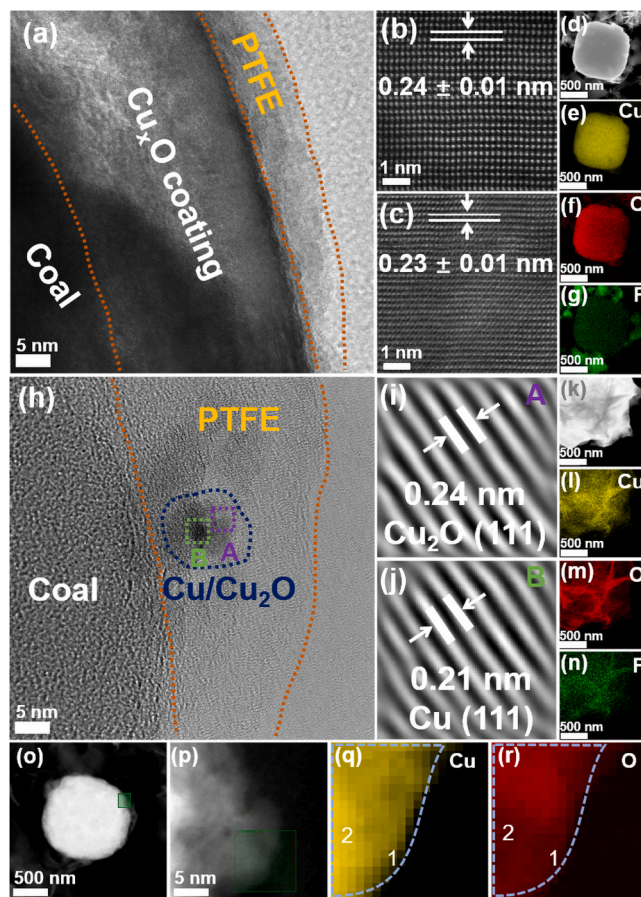 (a)
PTFE
CuₓO coating
Coal
5 nm
(b)
0.24 ± 0.01 nm
1 nm
(c)
0.23 ± 0.01 nm
1 nm
(d)
500 nm
(e)
Cu
500 nm
(f)
500 nm
(g)
F
500 nm
(h)
PTFE
B
A
Coal
Cu/Cu₂O
5 nm
(i)
A
0.24 nm
Cu₂O (111)
(j)
B
0.21 nm
Cu (111)
(k)
500 nm
(l)
Cu
500 nm
(m)
O
500 nm
(n)
F
500 nm
(o)
500 nm
(p)
5 nm
(q)
Cu
2
1
(r)
O
2
1